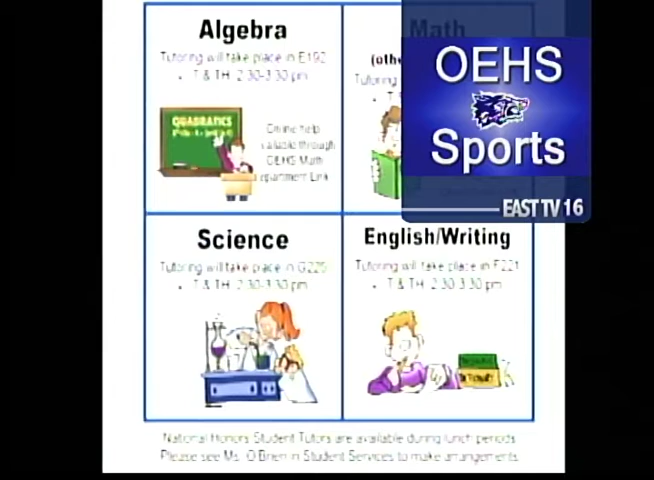 Algebra
Tutoring will take place in E192
• T & TH: 2:30-3:30 pm
QUADRATICS
Online help
available through
OEHS Math
Department Link
Math
(othe
Tutoring
• T
OEHS
Sports
EAST TV 16
Science
Tutoring will take place in G225
• T & TH: 2:30-3:30 pm
English/Writing
Tutoring will take place in F221
• T & TH: 2:30-3:30 pm
National Honors Student Tutors are available during lunch periods
Please see Ms. O'Brien in Student Services to make arrangements